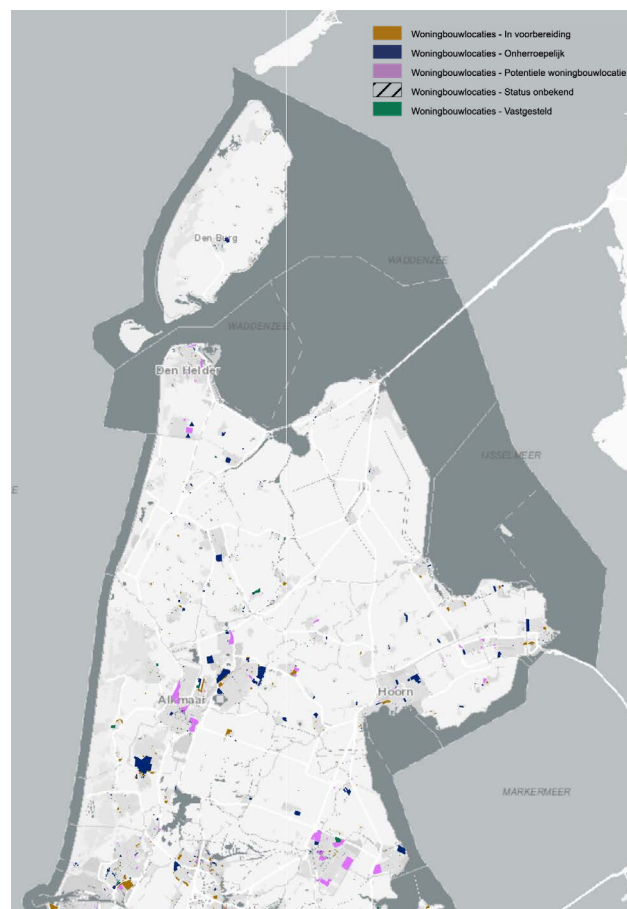 Woningbouwlocaties - In voorbereiding
Woningbouwlocaties - Onherroepelijk
Woningbouwlocaties - Potentiele woningbouwlocatie
Woningbouwlocaties - Status onbekend
Woningbouwlocaties - Vastgesteld
Den Burg
WADDENZEE
WADDENZEE
Den Helder
IJSSELMEER
E
Alkmaar
Hoorn
MARKERMEER